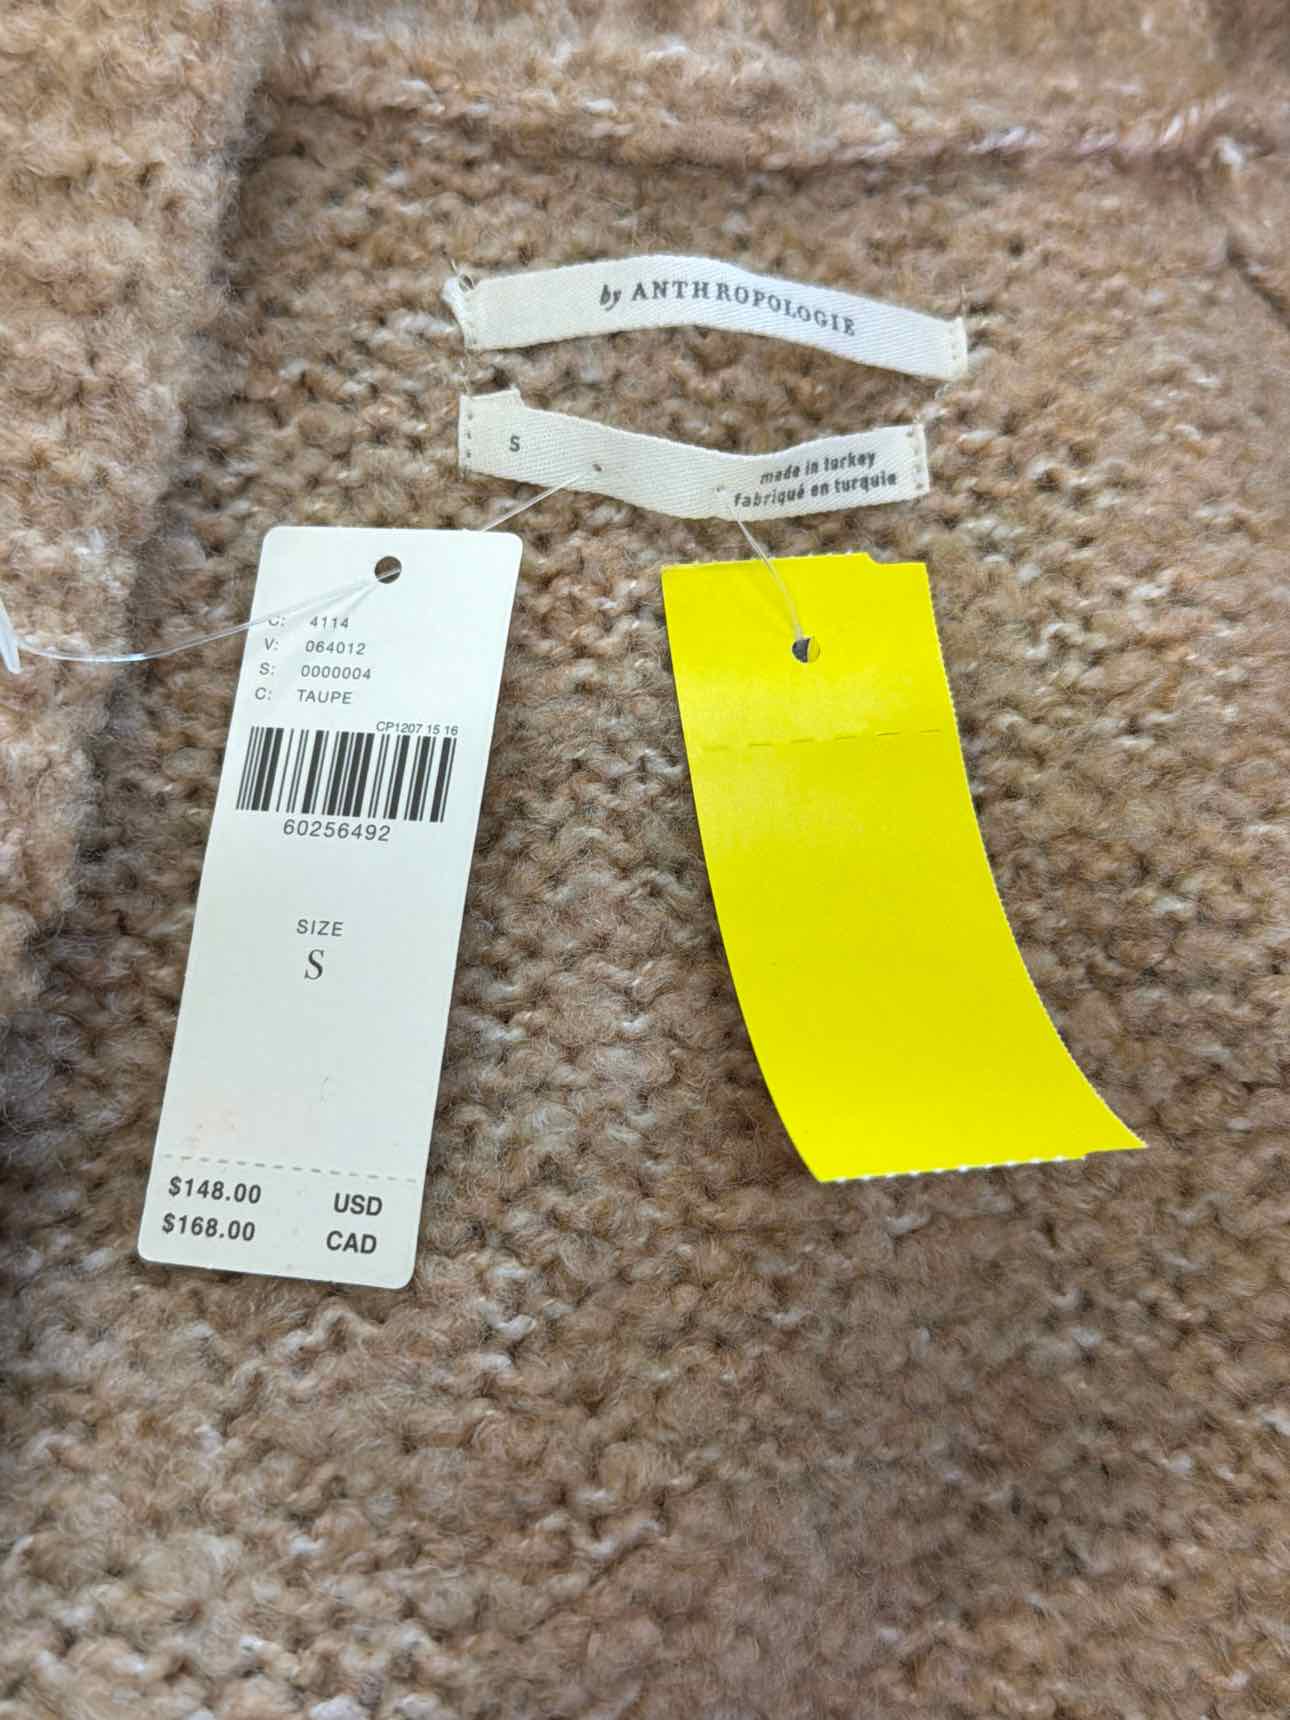 by ANTHROPOLOGIE
S
made in turkey
fabriqué en turquie
C: 4114
V: 064012
S: 0000004
C: TAUPE
CP1207 15 16
60256492
SIZE
S
$148.00 USD
$168.00 CAD